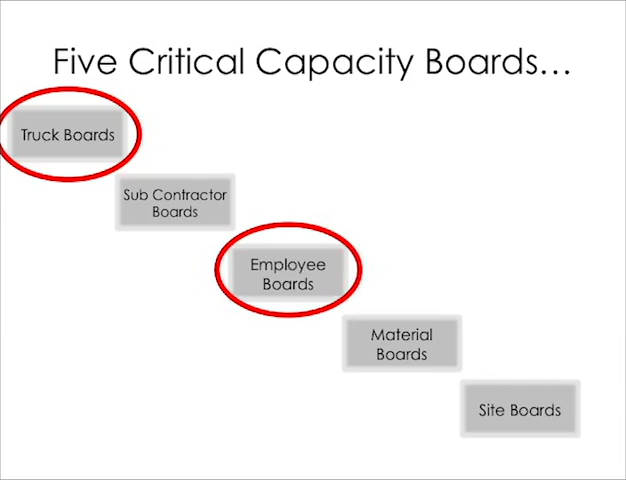 Five Critical Capacity Boards…
Truck Boards
Sub Contractor
Boards
Employee
Boards
Material
Boards
Site Boards